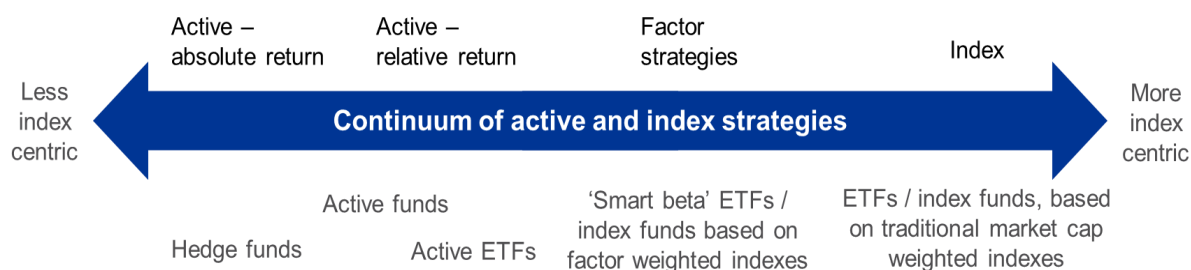 Active –
absolute return
Active –
relative return
Factor
strategies
Index
Less
index
centric
Continuum of active and index strategies
More
index
centric
Hedge funds
Active funds
Active ETFs
‘Smart beta’ ETFs /
index funds based on
factor weighted indexes
ETFs / index funds, based
on traditional market cap
weighted indexes